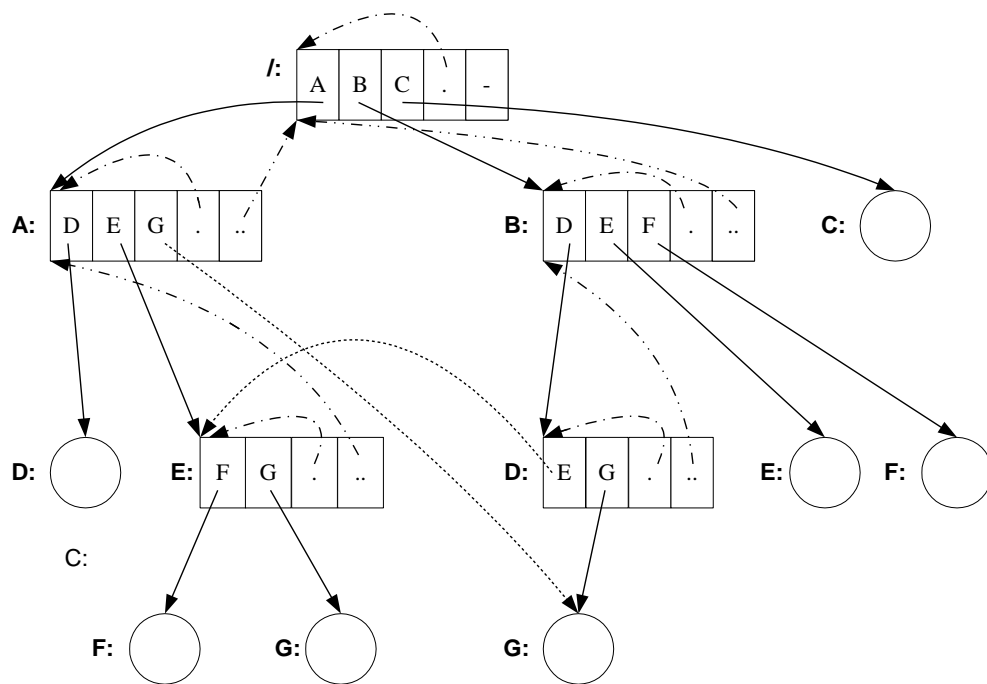 /: A B C . -
A: D E G . ..
B: D E F . ..
C:
D:
E: F G . ..
D: E G . ..
E:
F:
C:
F:
G:
G: